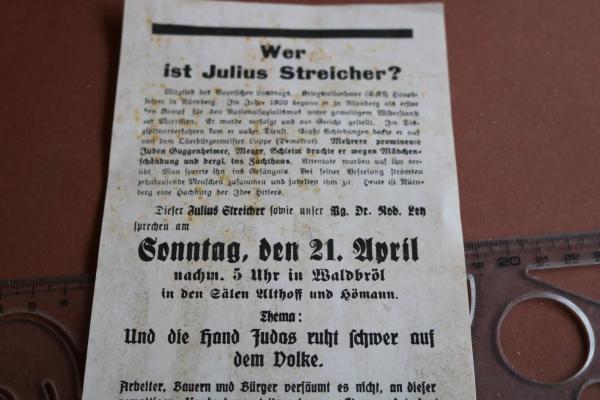 Wer
ist Julius Streicher?
Mitglied des Bayrischen Landtags. Kriegsteilnehmer (E.K.I) Haupt-
lehrer in Nürnberg. Im Jahre 1920 begann er in Nürnberg als erster
den Kampf für den Nationalsozialismus unter gewaltigem Widerstand
der Marxisten. Er wurde verfolgt und vor Gericht gestellt. Im Dis-
ziplinarverfahren kam er außer Dienst. Große Schiebungen deckte er auf
von dem Oberbürgermeister Luppe (Demokrat). Mehrere prominente
Juden Guggenheimer, Meyer, Schleim brachte er wegen Mädchen-
schändung und dergl. ins Zuchthaus. Attentate wurden auf ihn ver-
übt. Man sperrte ihn ins Gefängnis. Bei seiner Befreiung strömten
zehntausende Menschen zusammen und jubelten ihm zu. Heute ist Nürn-
berg eine Hochburg der Idee Hitlers.
Dieser Julius Streicher sowie unser Pg. Dr. Rob. Ley
sprechen am
Sonntag, den 21. April
nachm. 5 Uhr in Waldbröl
in den Sälen Althoff und Hömann.
Thema:
Und die Hand Judas ruht schwer auf
dem Volke.
Arbeiter, Bauern und Bürger versäumt es nicht, an dieser
20